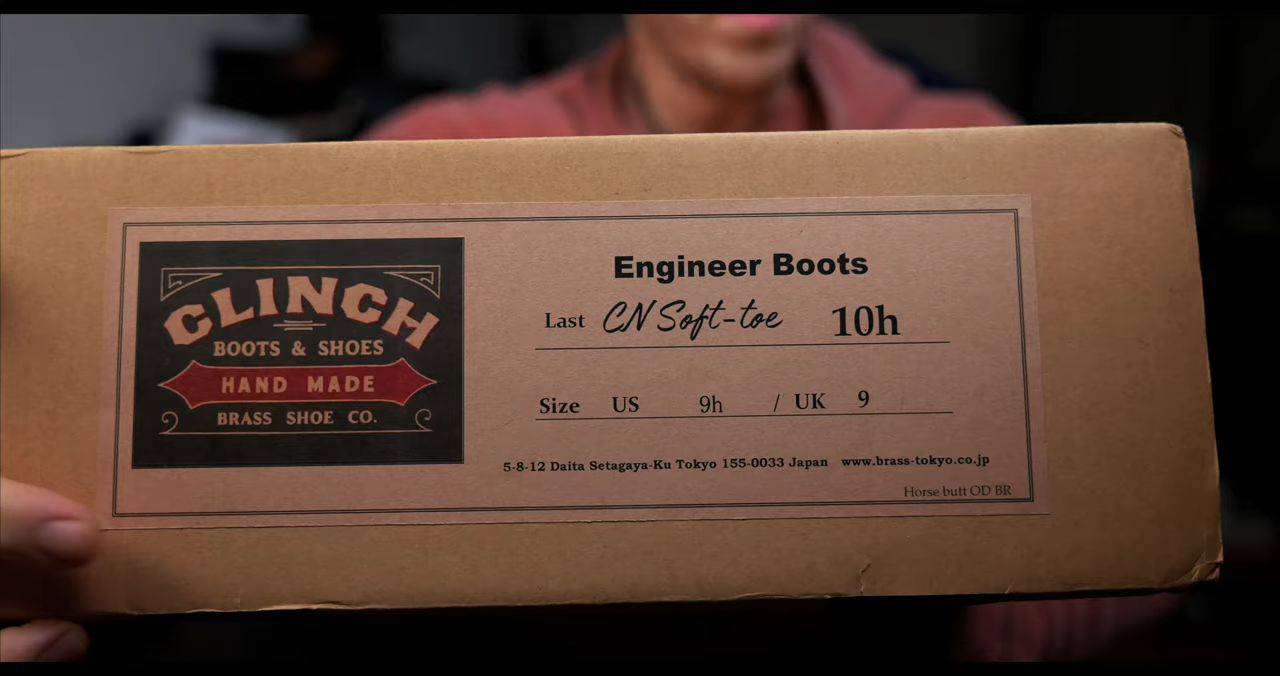 CLINCH
BOOTS & SHOES
HAND MADE
BRASS SHOE CO.
Engineer Boots
Last CN Soft-toe 10h
Size US 9h / UK 9
5-8-12 Daita Setagaya-Ku Tokyo 155-0033 Japan www.brass-tokyo.co.jp
Horse butt OD BR